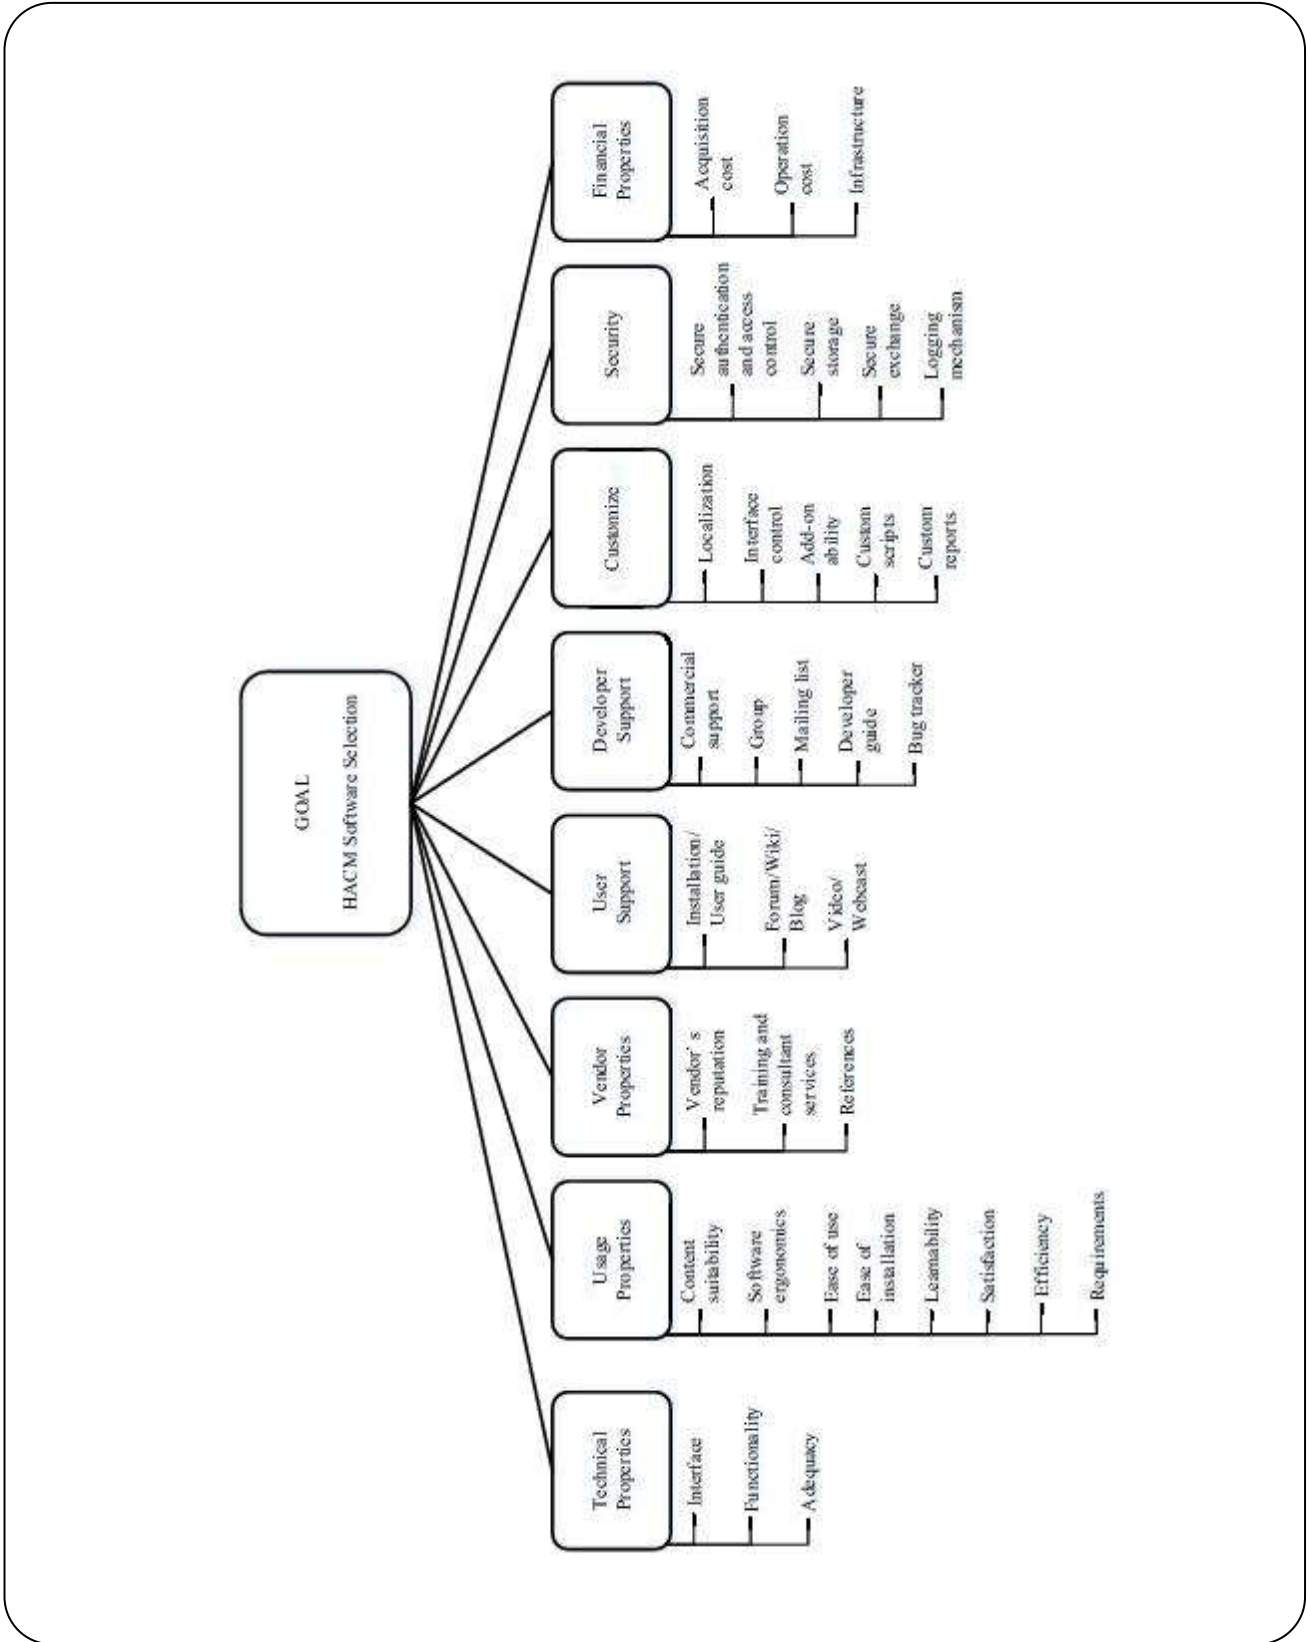 GOAL
HACM Software Selection
Technical
Properties
Interface
Functionality
Adequacy
Usage
Properties
Content
suitability
Software
ergonomics
Ease of use
Ease of
installation
Learnability
Satisfaction
Efficiency
Requirements
Vendor
Properties
Vendor's
reputation
Training and
consultant
services
References
User
Support
Installation/
User guide
Forum/Wiki/
Blog
Video/
Webcast
Developer
Support
Commercial
support
Group
Mailing list
Developer
guide
Bug tracker
Customize
Localization
Interface
control
Add-on
ability
Custom
scripts
Custom
reports
Security
Secure
authentication
and access
control
Secure
storage
Secure
exchange
Logging
mechanism
Financial
Properties
Acquisition
cost
Operation
cost
Infrastructure